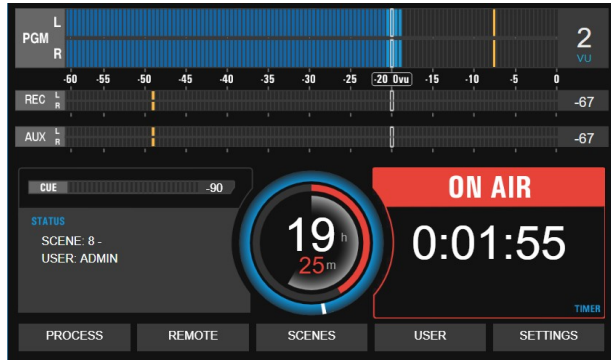 PGM L R 2 VU
-60 -55 -50 -45 -40 -35 -30 -25 -20 0vu -15 -10 -5 0
REC L R -67
AUX L R -67
CUE -90
ON AIR
STATUS
SCENE: 8 -
USER: ADMIN
19 h
25 m
0:01:55
TIMER
PROCESS REMOTE SCENES USER SETTINGS